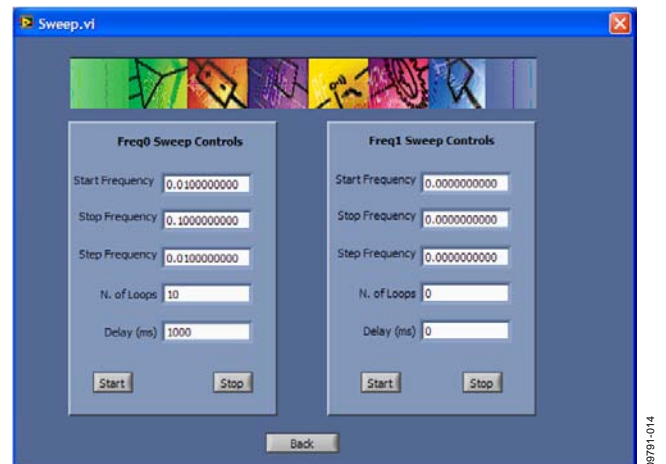 Sweep.vi
Freq0 Sweep Controls
Start Frequency 0.0100000000
Stop Frequency 0.1000000000
Step Frequency 0.0100000000
N. of Loops 10
Delay (ms) 1000
Start Stop
Freq1 Sweep Controls
Start Frequency 0.0000000000
Stop Frequency 0.0000000000
Step Frequency 0.0000000000
N. of Loops 0
Delay (ms) 0
Start Stop
Back
09791-014